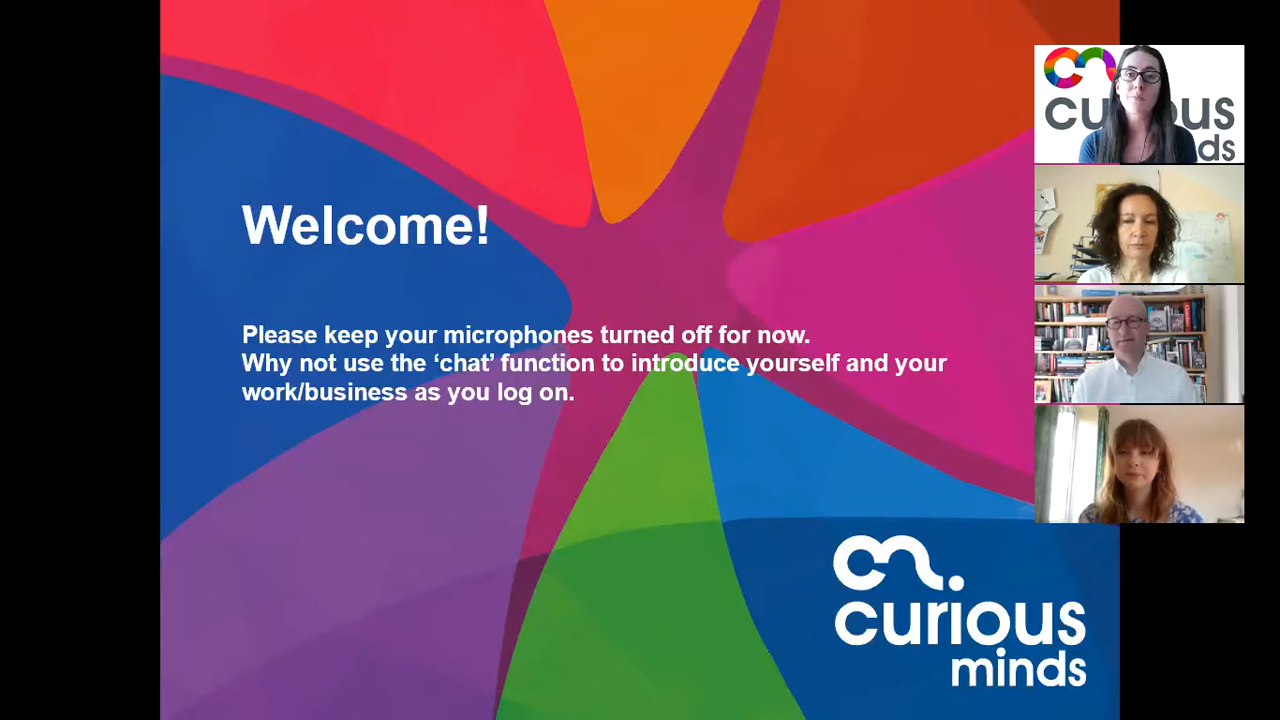 Welcome!
Please keep your microphones turned off for now.
Why not use the ‘chat’ function to introduce yourself and your
work/business as you log on.
curious
minds